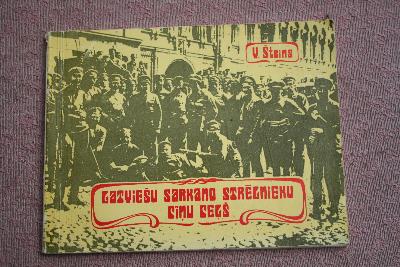 V. Šteins
LATVIEŠU SARKANO STRĒLNIEKU
CĪŅU CEĻŠ